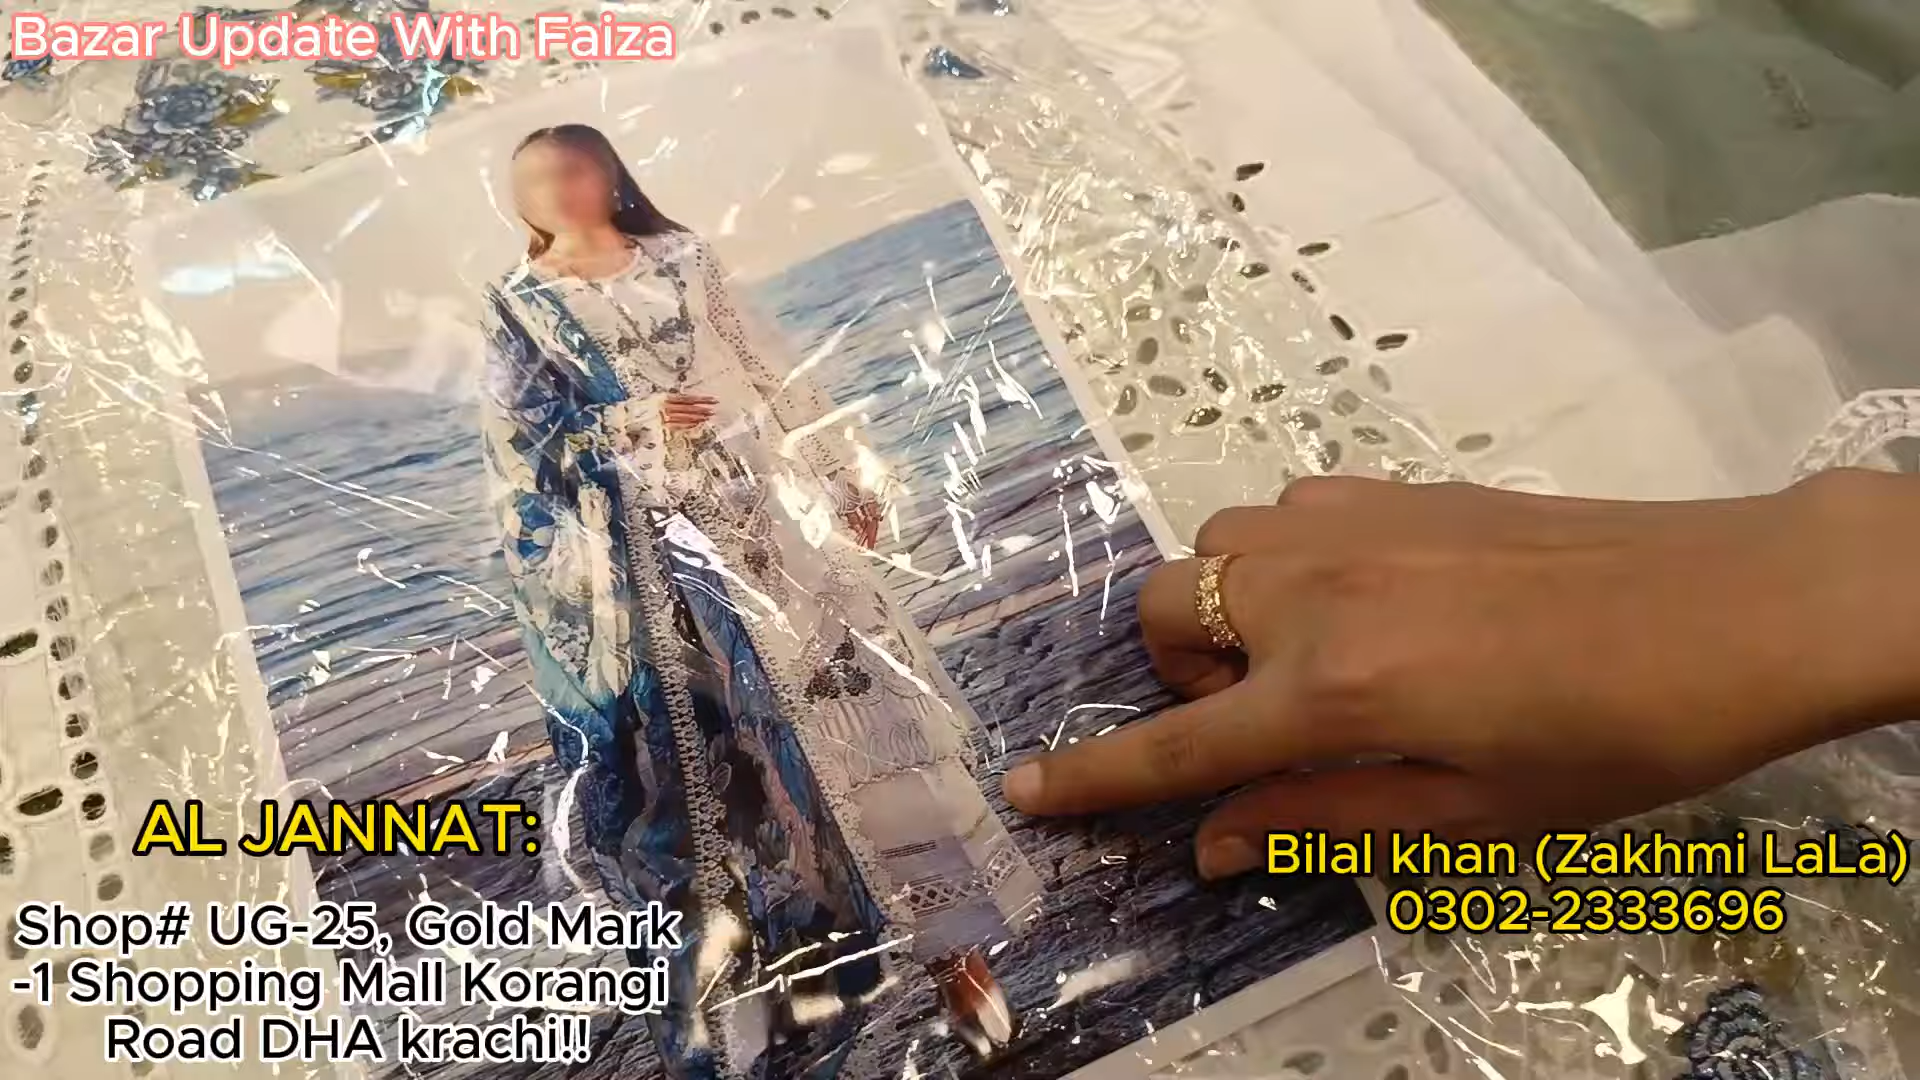 Bazar Update With Faiza
AL JANNAT:
Shop# UG-25, Gold Mark
-1 Shopping Mall Korangi
Road DHA krachi!!
Bilal khan (Zakhmi LaLa)
0302-2333696